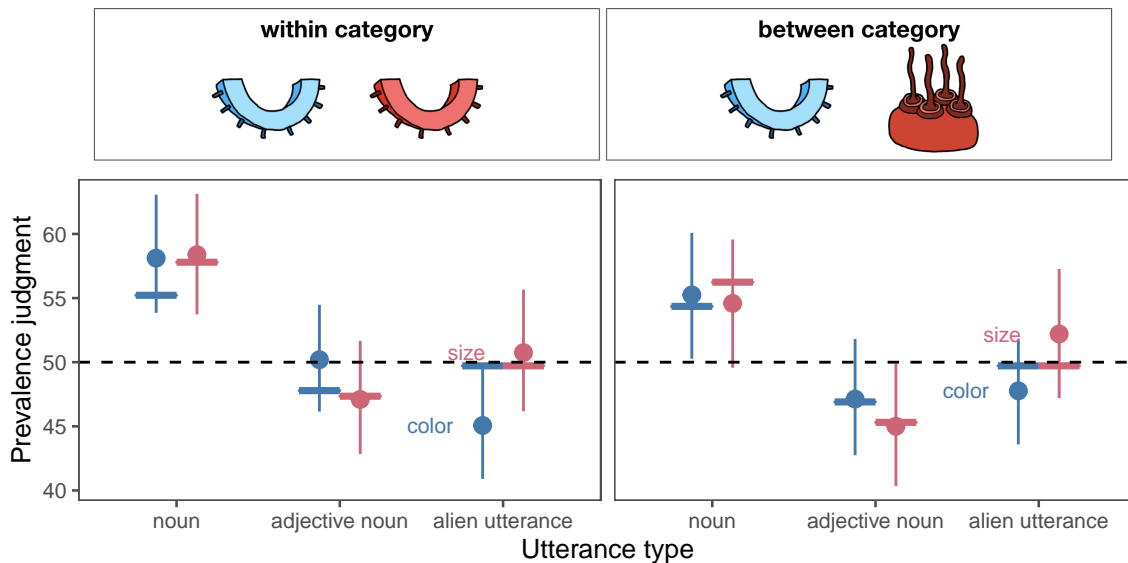 within category
between category
Prevalence judgment
60
55
50
45
40
size
color
size
color
noun
adjective noun
alien utterance
noun
adjective noun
alien utterance
Utterance type